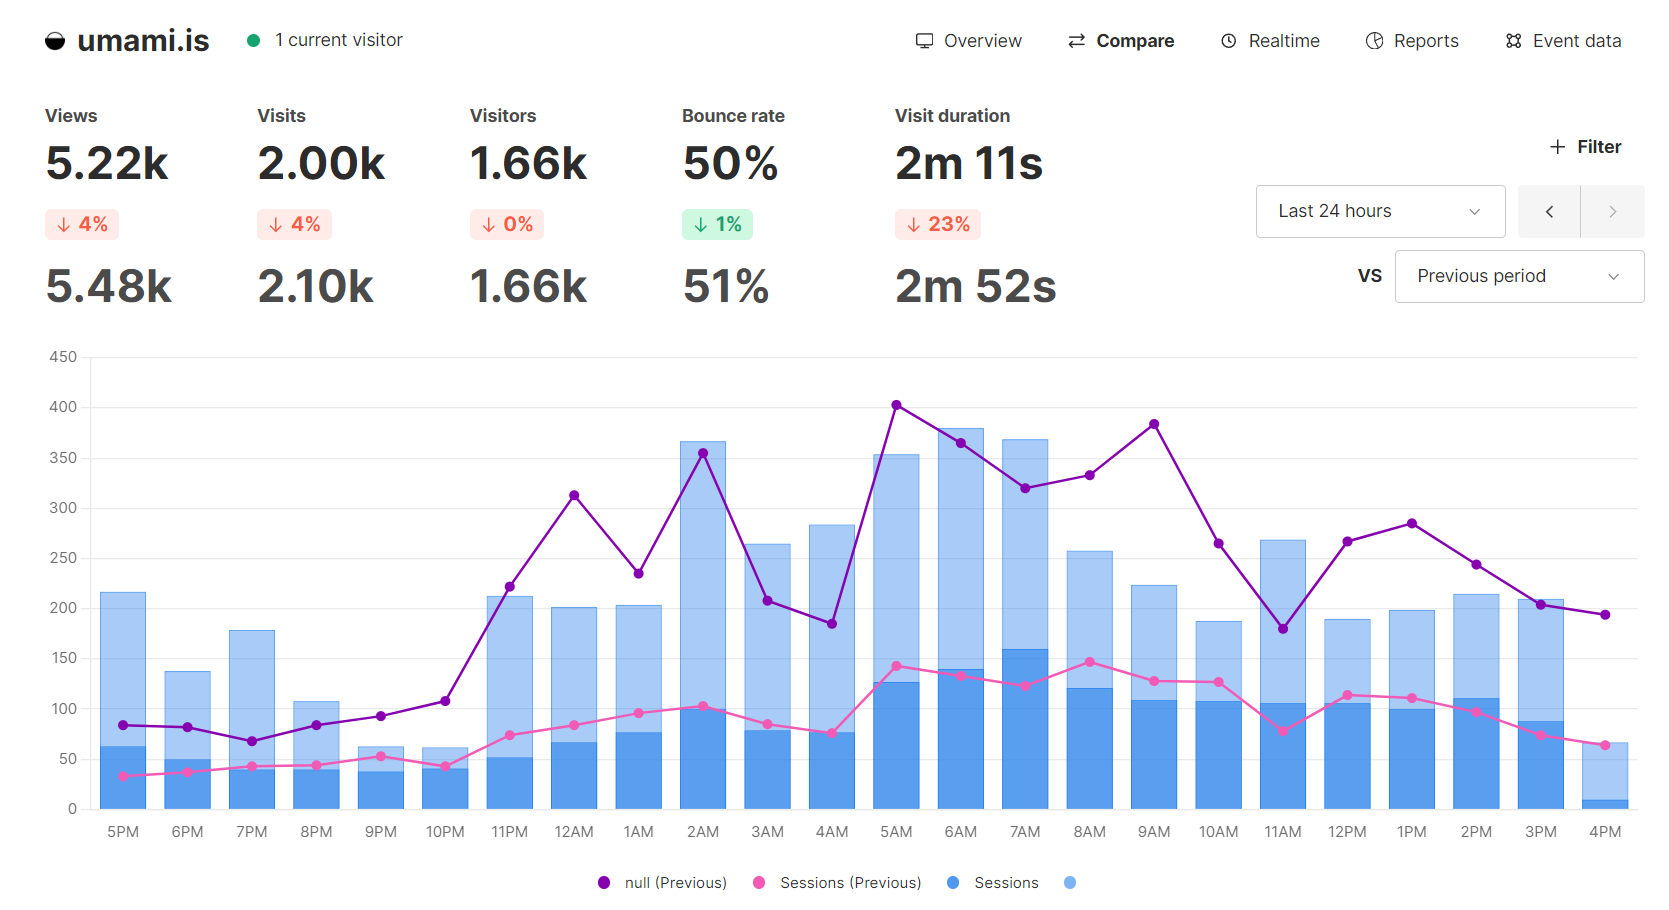 umami.is
1 current visitor
Overview
Compare
Realtime
Reports
Event data
Views
Visits
Visitors
Bounce rate
Visit duration
5.22k
2.00k
1.66k
50%
2m 11s
4%
4%
0%
1%
23%
5.48k
2.10k
1.66k
51%
2m 52s
Filter
Last 24 hours
VS
Previous period
450
400
350
300
250
200
150
100
50
0
5PM 6PM 7PM 8PM 9PM 10PM 11PM 12AM 1AM 2AM 3AM 4AM 5AM 6AM 7AM 8AM 9AM 10AM 11AM 12PM 1PM 2PM 3PM 4PM
null (Previous) Sessions (Previous) Sessions